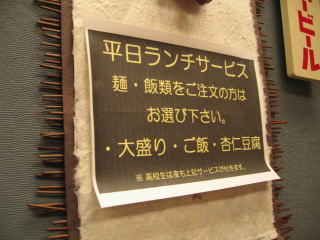 平日ランチサービス
麺・飯類をご注文の方は
お選び下さい。
・大盛り・ご飯・杏仁豆腐
※ 高校生は夜も上記サービスが付きます。
ービール